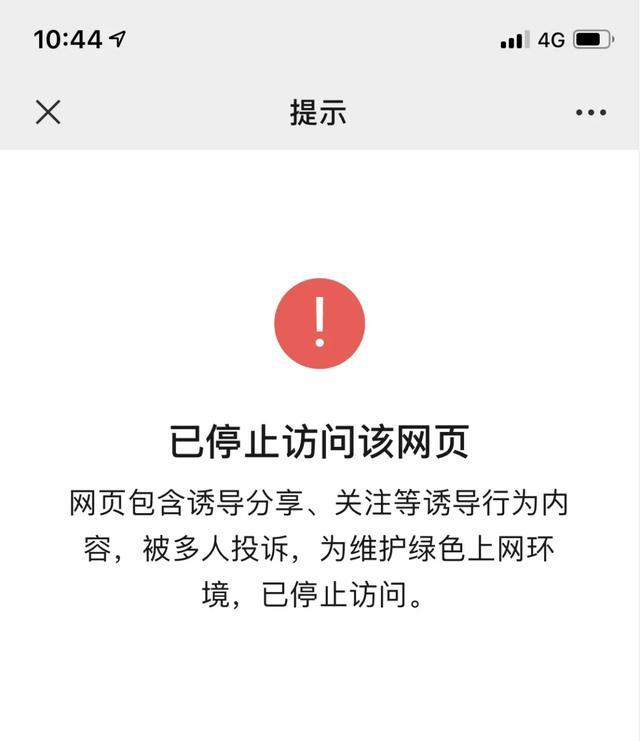 10:44
4G
提示
已停止访问该网页
网页包含诱导分享、关注等诱导行为内
容，被多人投诉，为维护绿色上网环
境，已停止访问。